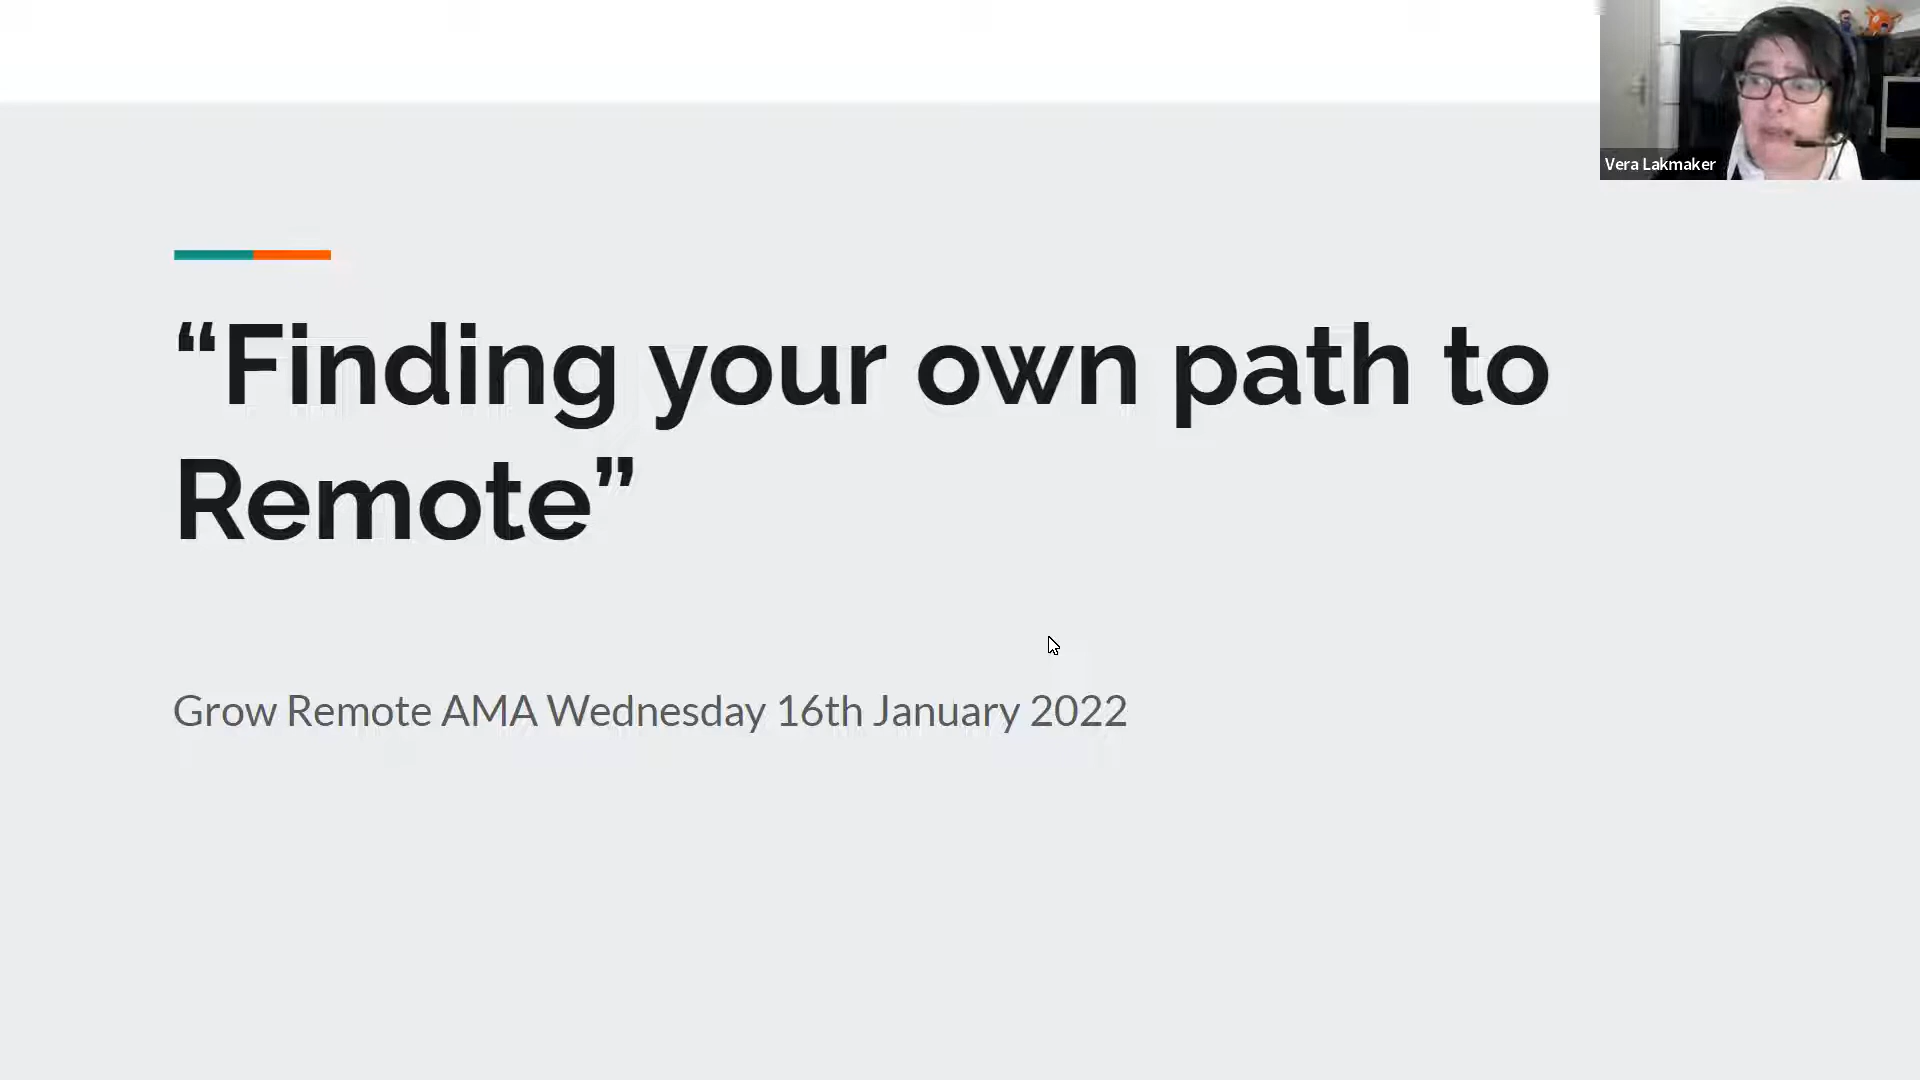 Vera Lakmaker
“Finding your own path to
Remote”
Grow Remote AMA Wednesday 16th January 2022